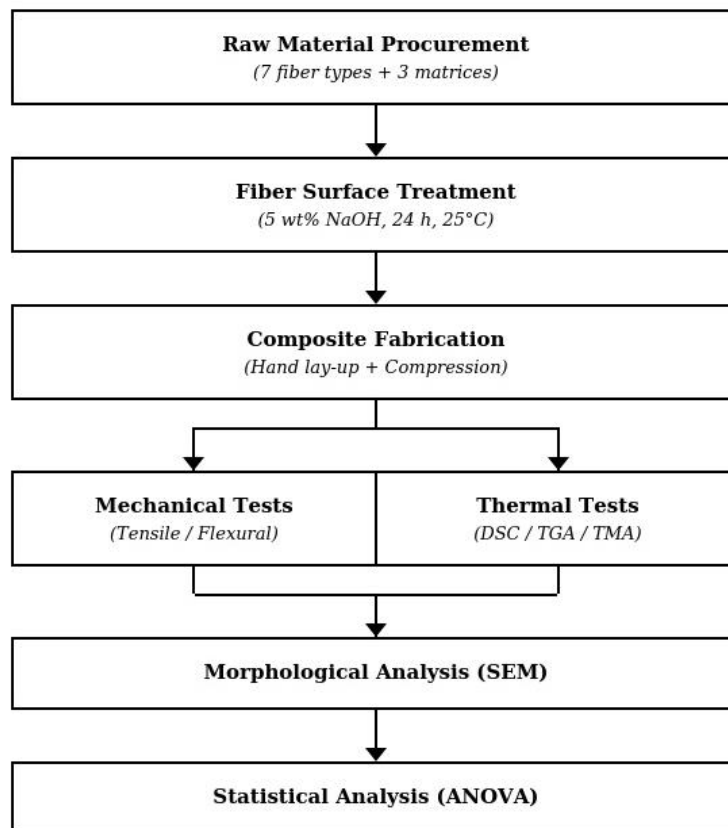 Raw Material Procurement
(7 fiber types + 3 matrices)
Fiber Surface Treatment
(5 wt% NaOH, 24 h, 25°C)
Composite Fabrication
(Hand lay-up + Compression)
Mechanical Tests
(Tensile / Flexural)
Thermal Tests
(DSC / TGA / TMA)
Morphological Analysis (SEM)
Statistical Analysis (ANOVA)